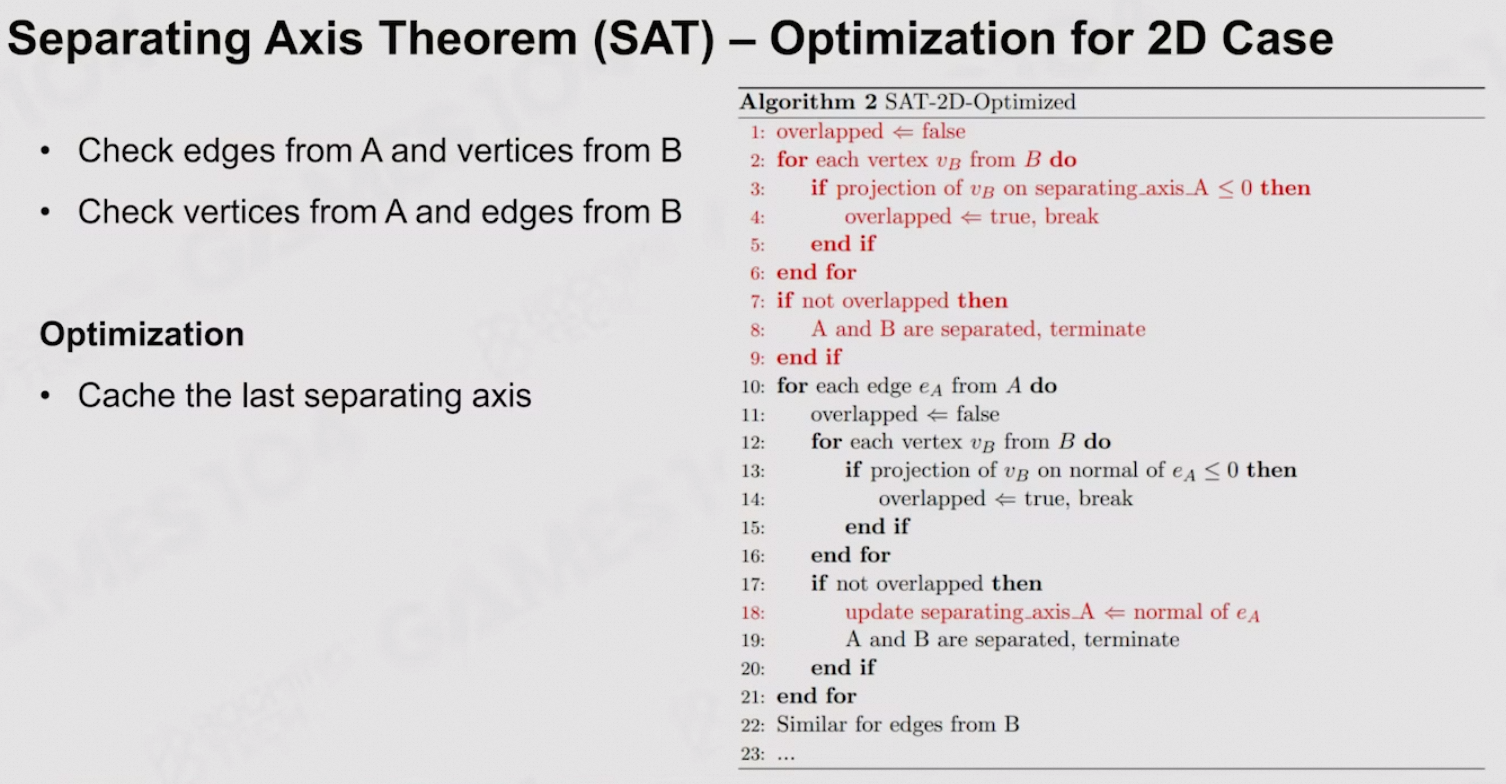 Separating Axis Theorem (SAT) – Optimization for 2D Case
• Check edges from A and vertices from B
• Check vertices from A and edges from B
Optimization
• Cache the last separating axis
Algorithm 2 SAT-2D-Optimized
1: overlapped ⇐ false
2: for each vertex v_B from B do
3: if projection of v_B on separating_axis_A ≤ 0 then
4: overlapped ⇐ true, break
5: end if
6: end for
7: if not overlapped then
8: A and B are separated, terminate
9: end if
10: for each edge e_A from A do
11: overlapped ⇐ false
12: for each vertex v_B from B do
13: if projection of v_B on normal of e_A ≤ 0 then
14: overlapped ⇐ true, break
15: end if
16: end for
17: if not overlapped then
18: update separating_axis_A ⇐ normal of e_A
19: A and B are separated, terminate
20: end if
21: end for
22: Similar for edges from B
23: ...
GAMES104
GAMES104
GAMES104